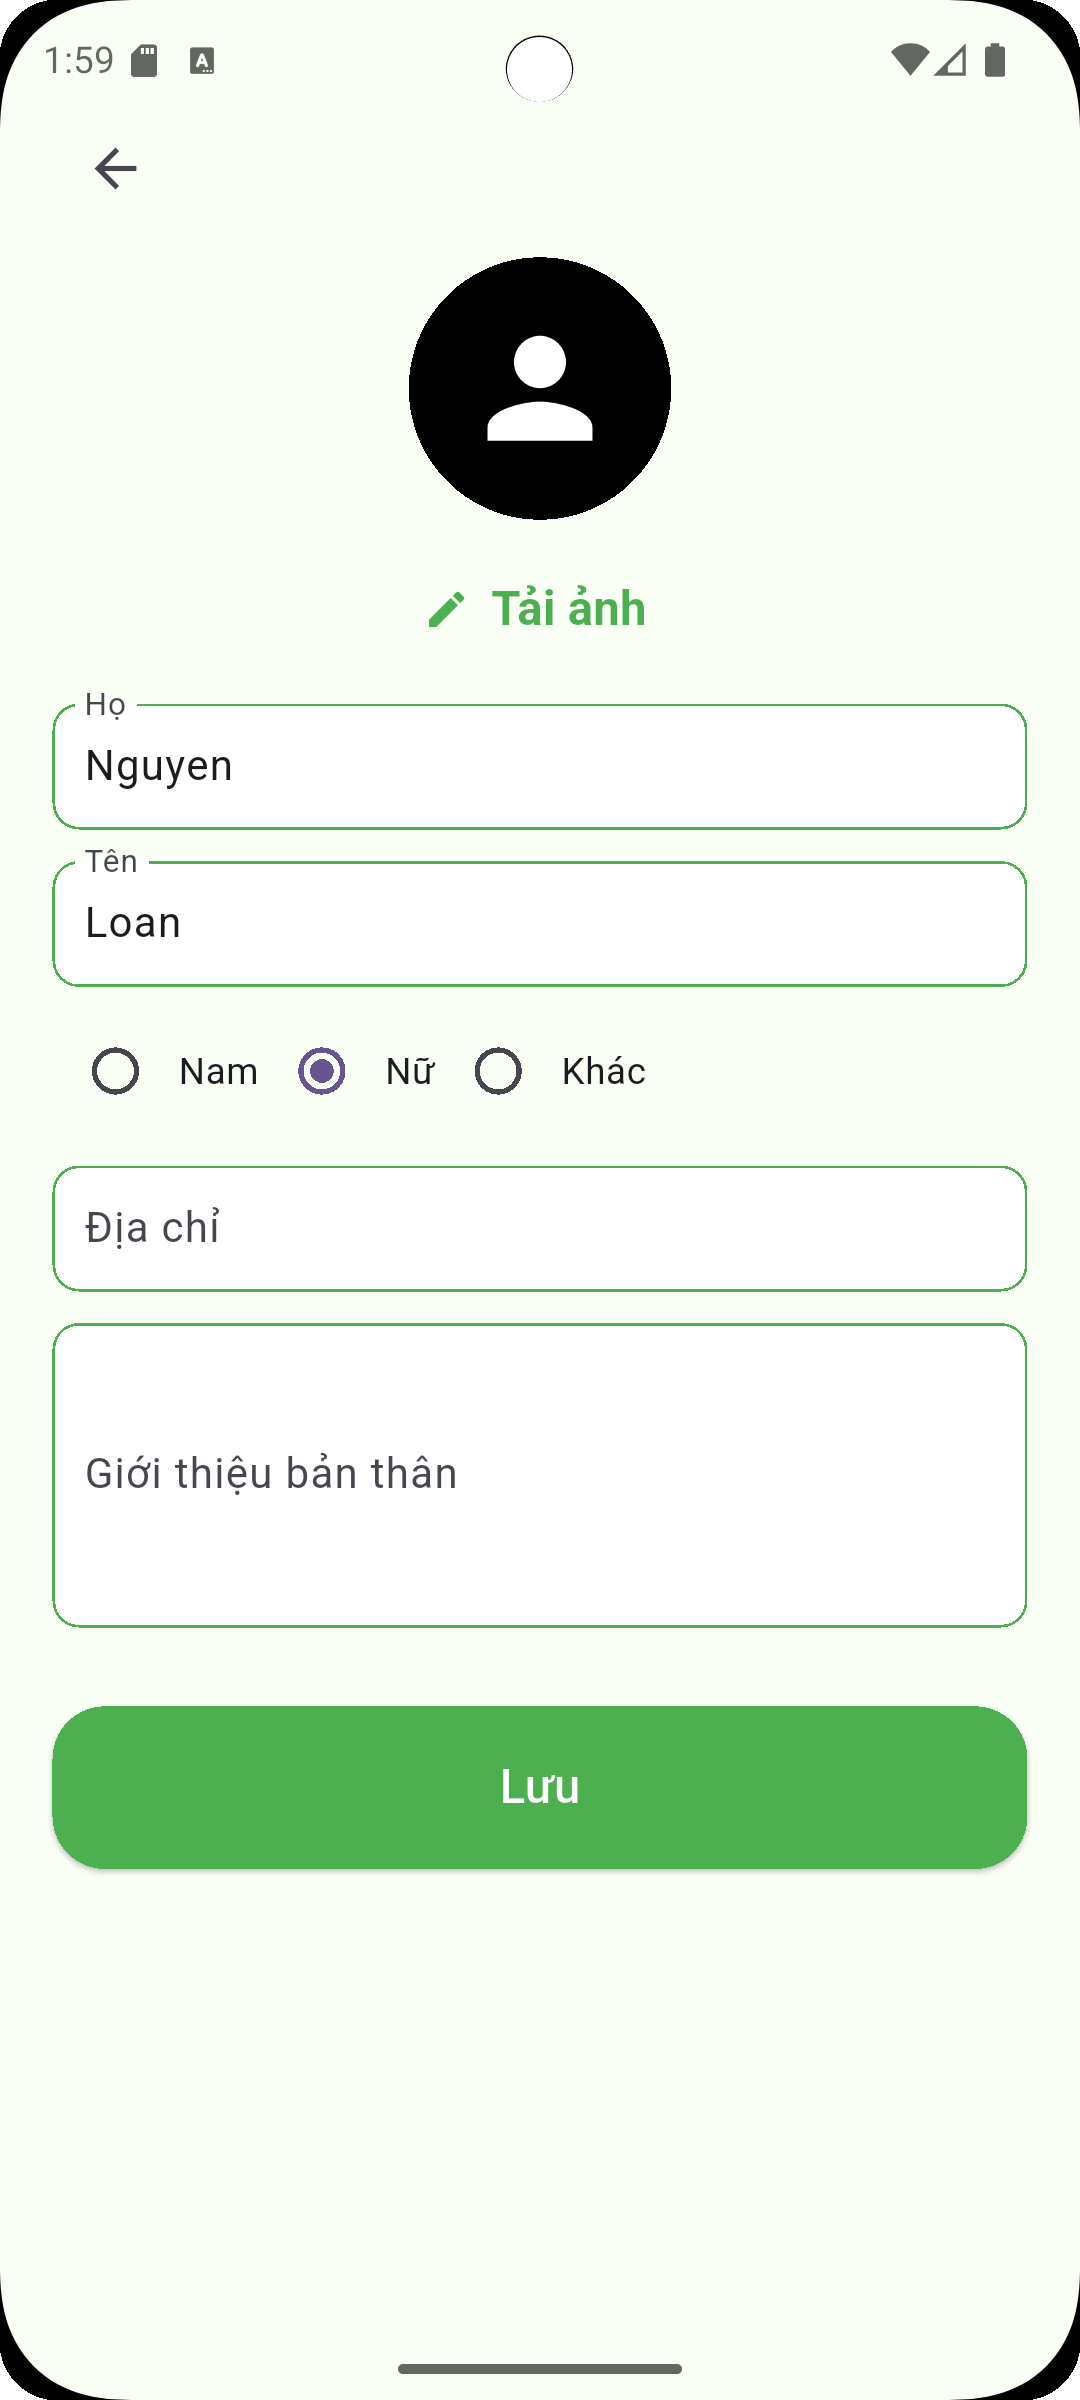 1:59
Tải ảnh
Họ
Nguyen
Tên
Loan
Nam Nữ Khác
Địa chỉ
Giới thiệu bản thân
Lưu